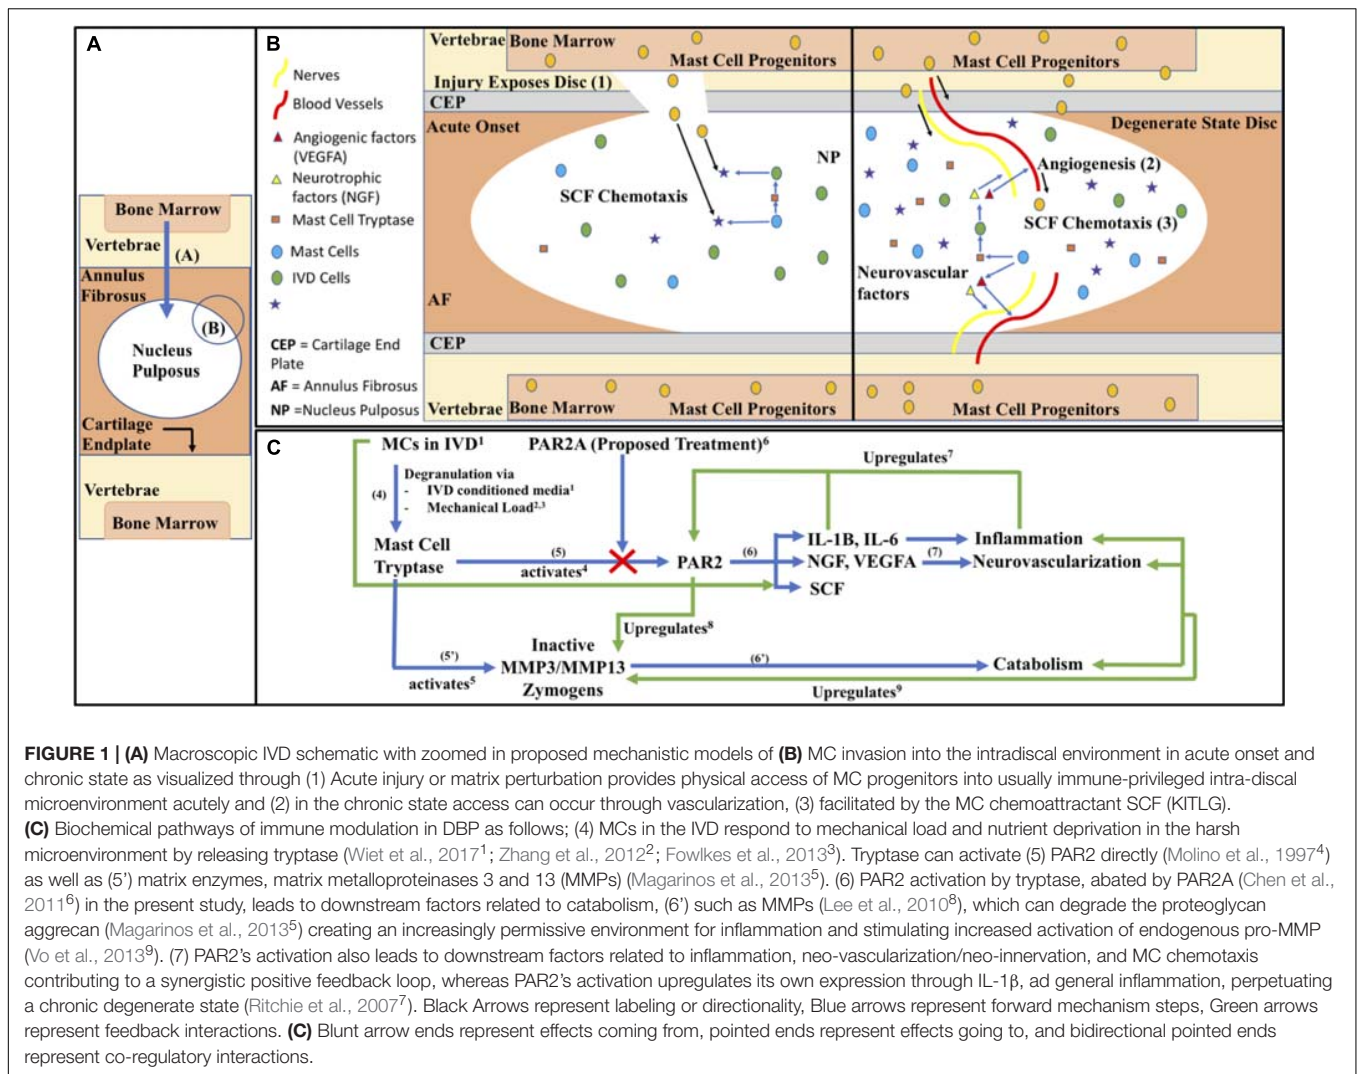 A
Bone Marrow
Vertebrae
(A)
Annulus
Fibrosus
(B)
Nucleus
Pulposus
Cartilage
Endplate
Vertebrae
Bone Marrow
B
Nerves
Blood Vessels
Angiogenic factors
(VEGFA)
Neurotrophic
factors (NGF)
Mast Cell Tryptase
Mast Cells
IVD Cells
CEP = Cartilage End
Plate
AF = Annulus Fibrosus
NP =Nucleus Pulposus
Vertebrae Bone Marrow
Mast Cell Progenitors
Injury Exposes Disc (1)
CEP
Acute Onset
NP
SCF Chemotaxis
AF
CEP
Vertebrae Bone Marrow Mast Cell Progenitors
Mast Cell Progenitors
Degenerate State Disc
Angiogenesis (2)
SCF Chemotaxis (3)
Neurovascular
factors
Mast Cell Progenitors
C
MCs in IVD¹ PAR2A (Proposed Treatment)⁶
Upregulates⁷
Degranulation via
(4)
- IVD conditioned media¹
- Mechanical Load²,³
Mast Cell
Tryptase
(5)
activates⁴
PAR2
(6)
IL-1B, IL-6
Inflammation
NGF, VEGFA
(7)
Neurovascularization
SCF
Upregulates⁸
Inactive
MMP3/MMP13
Zymogens
(5')
activates⁵
(6')
Catabolism
Upregulates⁹
FIGURE 1 | (A) Macroscopic IVD schematic with zoomed in proposed mechanistic models of (B) MC invasion into the intradiscal environment in acute onset and
chronic state as visualized through (1) Acute injury or matrix perturbation provides physical access of MC progenitors into usually immune-privileged intra-discal
microenvironment acutely and (2) in the chronic state access can occur through vascularization, (3) facilitated by the MC chemoattractant SCF (KITLG).
(C) Biochemical pathways of immune modulation in DBP as follows; (4) MCs in the IVD respond to mechanical load and nutrient deprivation in the harsh
microenvironment by releasing tryptase (Wiet et al., 2017¹; Zhang et al., 2012²; Fowlkes et al., 2013³). Tryptase can activate (5) PAR2 directly (Molino et al., 1997⁴)
as well as (5') matrix enzymes, matrix metalloproteinases 3 and 13 (MMPs) (Magarinos et al., 2013⁵). (6) PAR2 activation by tryptase, abated by PAR2A (Chen et al.,
2011⁶) in the present study, leads to downstream factors related to catabolism, (6') such as MMPs (Lee et al., 2010⁸), which can degrade the proteoglycan
aggrecan (Magarinos et al., 2013⁵) creating an increasingly permissive environment for inflammation and stimulating increased activation of endogenous pro-MMP
(Vo et al., 2013⁹). (7) PAR2's activation also leads to downstream factors related to inflammation, neo-vascularization/neo-innervation, and MC chemotaxis
contributing to a synergistic positive feedback loop, whereas PAR2's activation upregulates its own expression through IL-1β, ad general inflammation, perpetuating
a chronic degenerate state (Ritchie et al., 2007⁷). Black Arrows represent labeling or directionality, Blue arrows represent forward mechanism steps, Green arrows
represent feedback interactions. (C) Blunt arrow ends represent effects coming from, pointed ends represent effects going to, and bidirectional pointed ends
represent co-regulatory interactions.